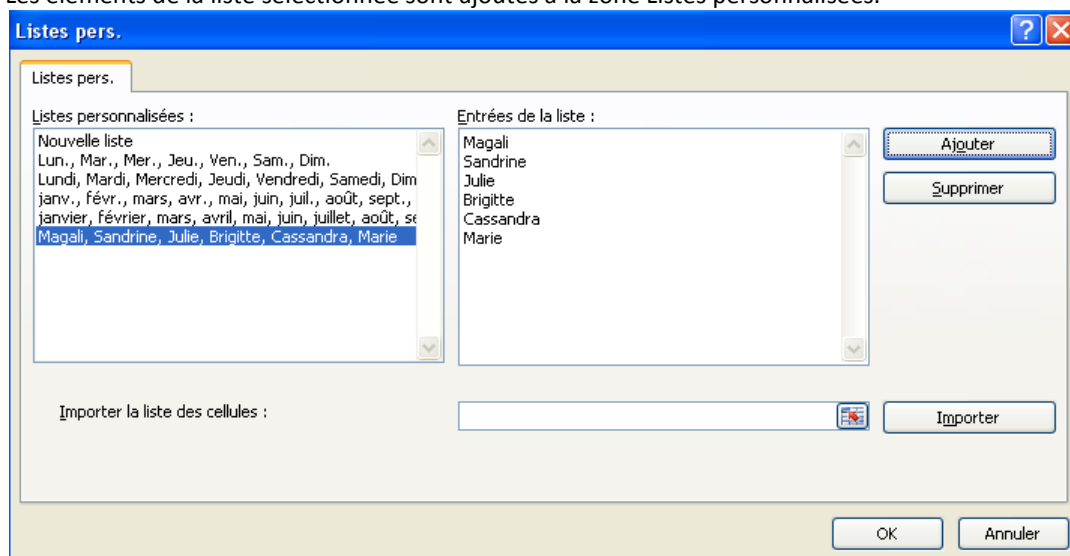 Les éléments de la liste sélectionnée sont ajoutés à la zone Listes personnalisées.
Listes pers.
Listes pers.
Listes personnalisées :
Nouvelle liste
Lun., Mar., Mer., Jeu., Ven., Sam., Dim.
Lundi, Mardi, Mercredi, Jeudi, Vendredi, Samedi, Dim
janv., févr., mars, avr., mai, juin, juil., août, sept.,
janvier, février, mars, avril, mai, juin, juillet, août, se
Magali, Sandrine, Julie, Brigitte, Cassandra, Marie
Entrées de la liste :
Magali
Sandrine
Julie
Brigitte
Cassandra
Marie
Ajouter
Supprimer
Importer la liste des cellules :
Importer
OK
Annuler